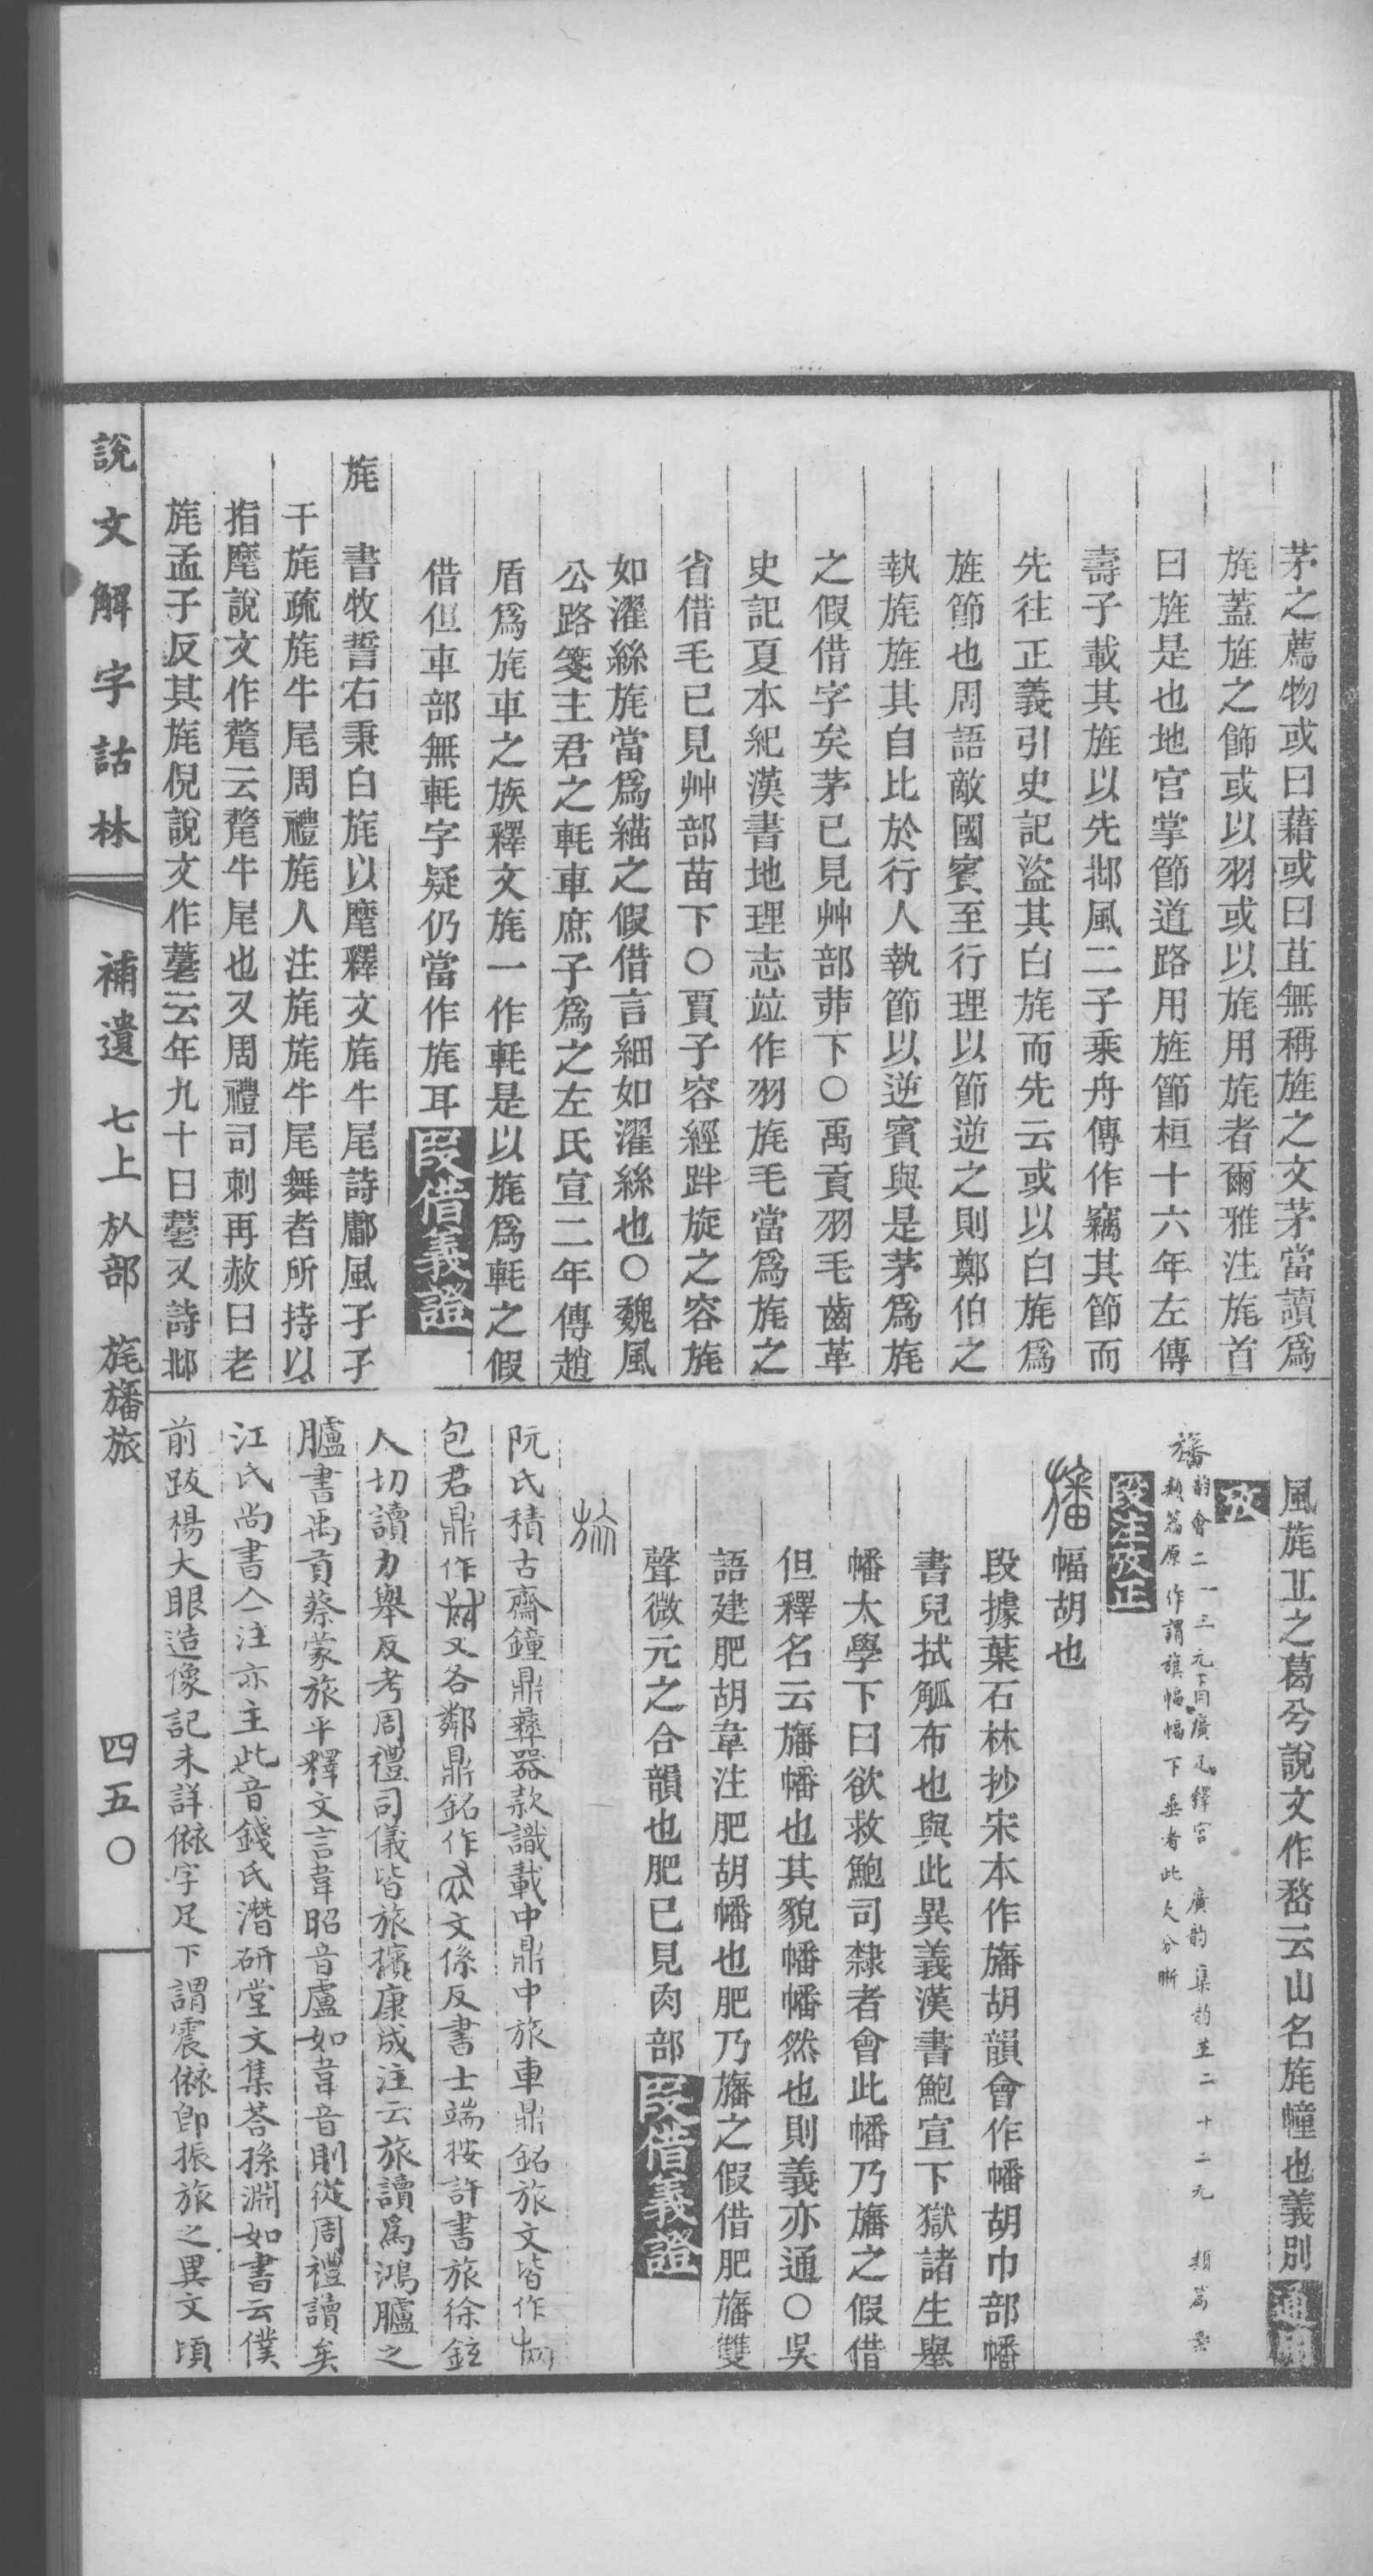 茅之薦物或曰藉或曰苴無稱旌之文茅當讀爲
旄蓋旌之飾或以羽或以旄用旄者爾雅注旄首
曰旌是也地官掌節道路用旌節桓十六年左傳
壽子載其旌以先邶風二子乘舟傳作竊其節而
先往正義引史記盜其白旄而先云或以白旄爲
旌節也周語敵國賓至行理以節逆之則鄭伯之
執旄旌其自比於行人執節以逆賓與是茅爲旄
之假借字矣茅已見艸部茆下○禹貢羽毛齒革
史記夏本紀漢書地理志竝作羽旄毛當爲旄之
省借毛已見艸部苗下○賈子容經跘旋之容旄
如濯絲旄當爲緢之假借言細如濯絲也○魏風
公路箋主君之軞車庶子爲之左氏宣二年傳趙
盾爲旄車之族釋文旄一作軞是以旄爲軞之假
借但車部無軞字疑仍當作旄耳段借義證
旄　書牧誓右秉白旄以麾釋文旄牛尾詩鄘風孑孑
干旄疏旄牛尾周禮旄人注旄旄牛尾舞者所持以
指麾說文作氂云氂牛尾也又周禮司刺再赦曰老
旄孟子反其旄倪說文作薹云年九十曰薹又詩邶
風旄丘之葛兮說文作堥云山名旄幢也義別通用
攷
旛韵會二一三元下同廣足繹宫　廣韵集韵在二十二元　類篇
類篇原作謂旗幅幅下垂者此欠分晰
段注攷正
旛幅胡也
段據葉石林抄宋本作旛胡韻會作幡胡巾部幡
書兒拭觚布也與此異義漢書鮑宣下獄諸生舉
幡太學下曰欲救鮑司隸者會此幡乃旛之假借
但釋名云旛幡也其貌幡幡然也則義亦通○吳
語建肥胡韋注肥胡幡也肥乃旛之假借肥旛雙
聲微元之合韻也肥已見肉部段借義證
旅
阮氏積古齋鐘鼎彝器款識載中鼎中旅車鼎銘旅文皆作
包君鼎作又各鄰鼎銘作文係反書士端按許書旅徐鉉
人切讀力舉反考周禮司儀皆旅擯康成注云旅讀爲鴻臚之
臚書禹貢蔡蒙旅平釋文言韋昭音盧如韋音則從周禮讀矣
江氏尚書亼注亦主此音錢氏潛研堂文集荅孫淵如書云僕
前跋楊大眼造像記未詳㑊字足下謂震㑊卽振旅之異文頃
說文解字詁林　補遺　七上　㫃部　旄旛旅　四五○